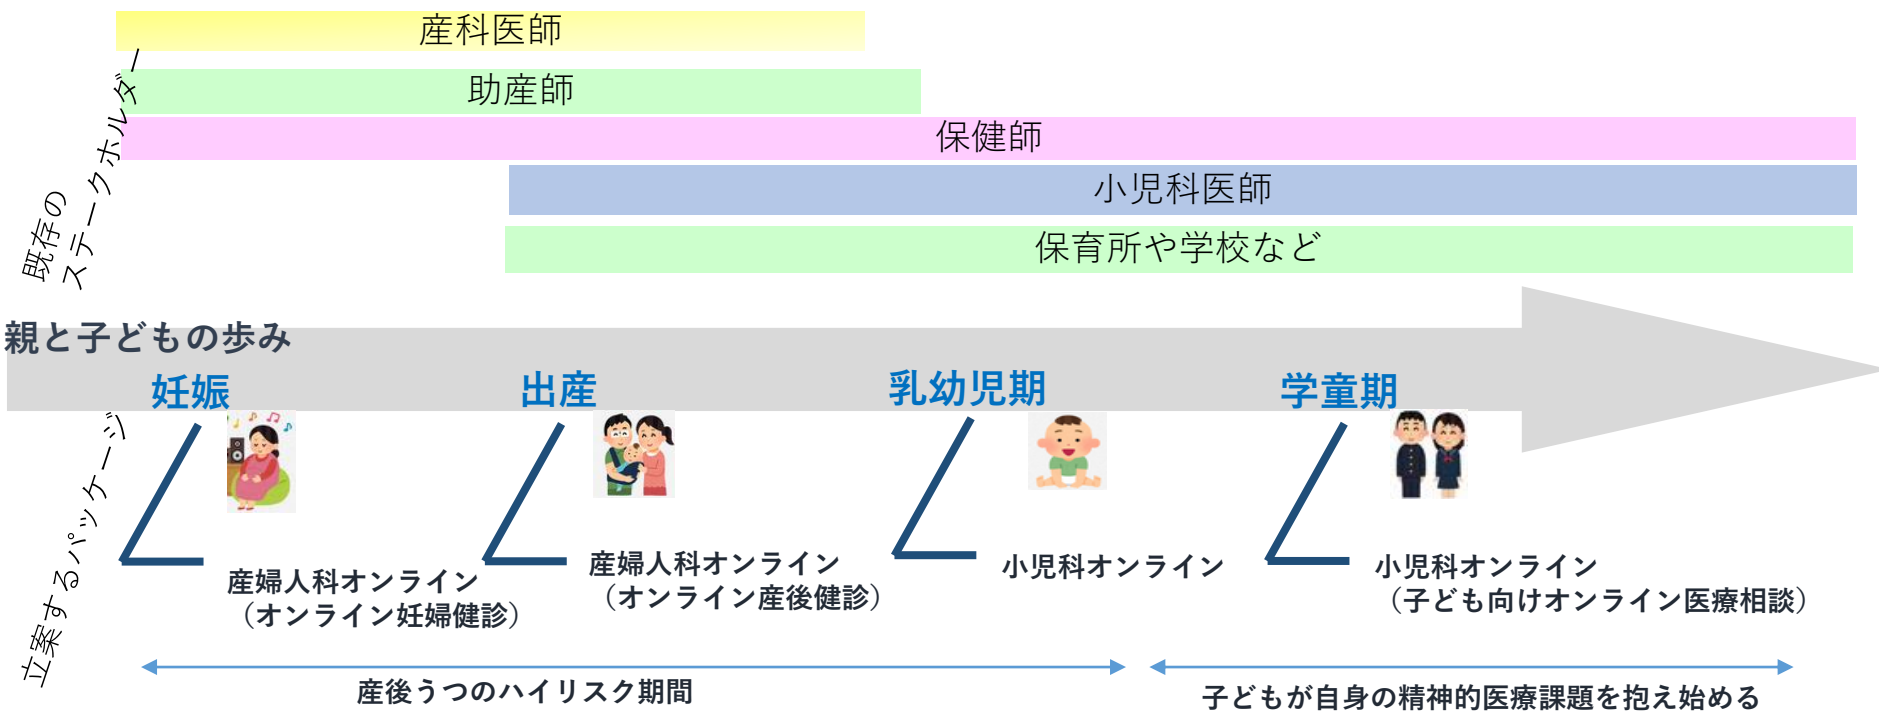 産科医師
助産師
保健師
小児科医師
保育所や学校など
既存の
ステークホルダー
親と子どもの歩み
妊娠
出産
乳幼児期
学童期
立案するパッケージ
産婦人科オンライン
（オンライン妊婦健診）
産婦人科オンライン
（オンライン産後健診）
小児科オンライン
小児科オンライン
（子ども向けオンライン医療相談）
産後うつのハイリスク期間
子どもが自身の精神的医療課題を抱え始める